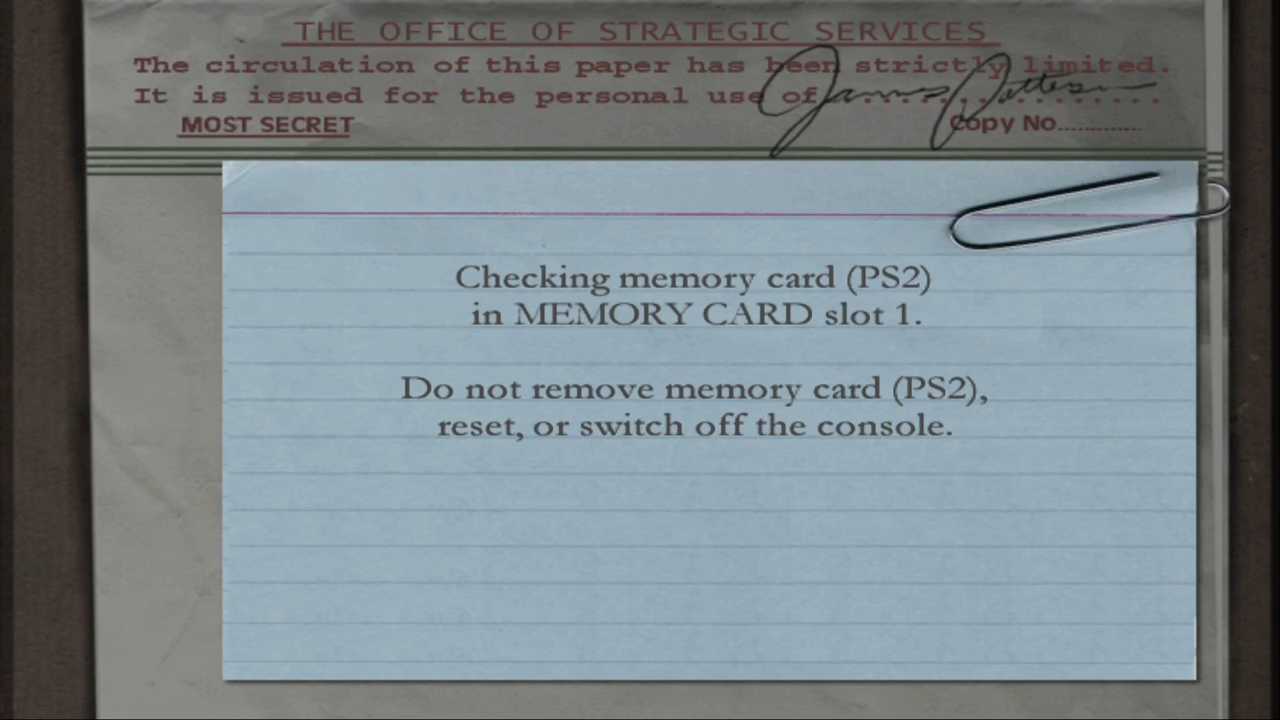 THE OFFICE OF STRATEGIC SERVICES
The circulation of this paper has been strictly limited.
It is issued for the personal use of....................
James Patterson
MOST SECRET
Copy No.............
Checking memory card (PS2)
in MEMORY CARD slot 1.
Do not remove memory card (PS2),
reset, or switch off the console.